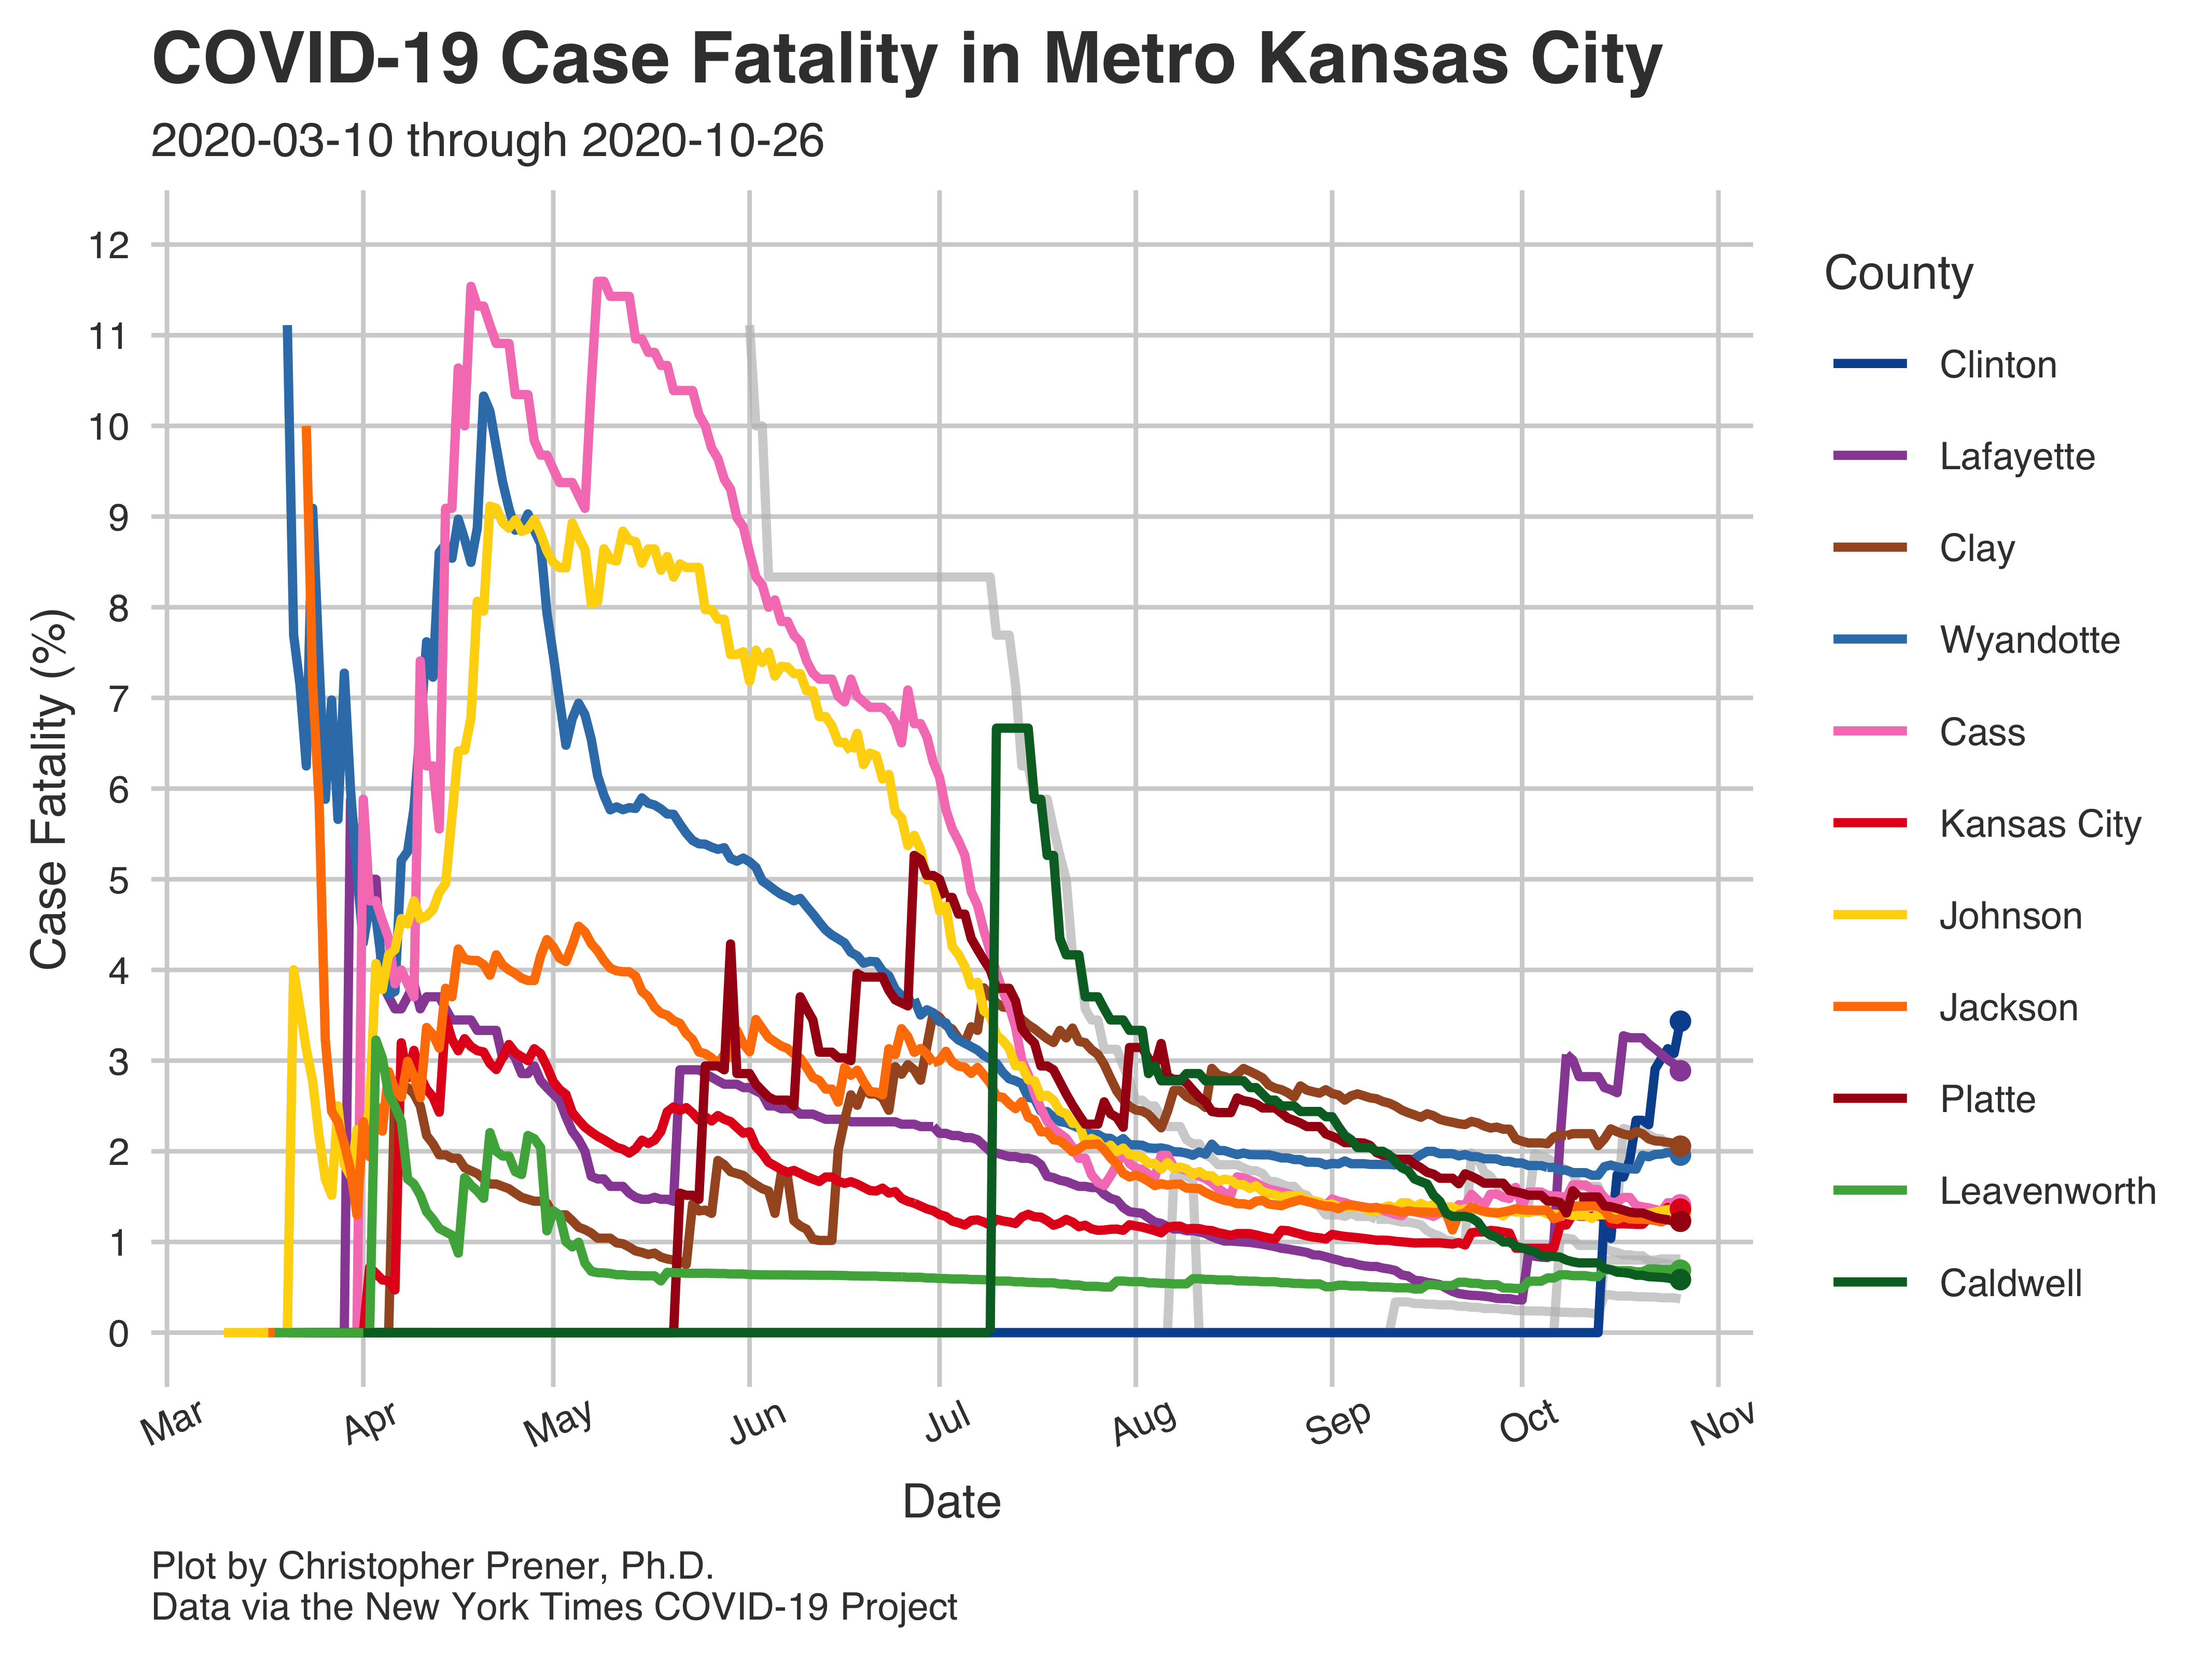 COVID-19 Case Fatality in Metro Kansas City
2020-03-10 through 2020-10-26
12
11
10
9
8
7
6
5
4
3
2
1
0
Case Fatality (%)
Mar
Apr
May
Jun
Jul
Aug
Sep
Oct
Nov
Date
County
Clinton
Lafayette
Clay
Wyandotte
Cass
Kansas City
Johnson
Jackson
Platte
Leavenworth
Caldwell
Plot by Christopher Prener, Ph.D.
Data via the New York Times COVID-19 Project